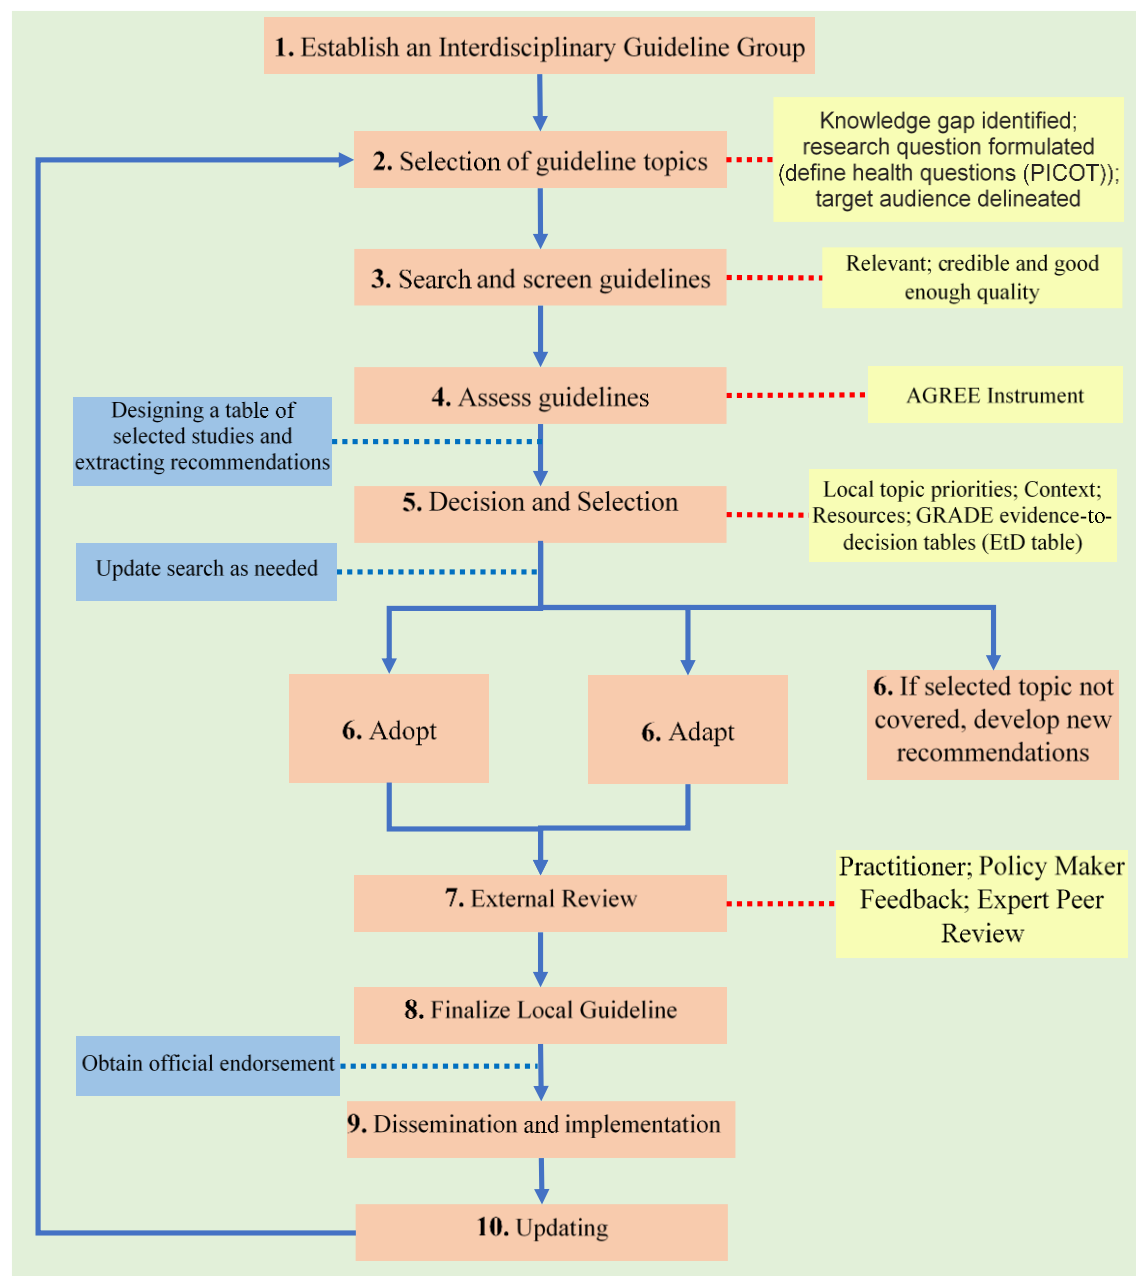 1. Establish an Interdisciplinary Guideline Group
2. Selection of guideline topics
Knowledge gap identified;
research question formulated
(define health questions (PICOT));
target audience delineated
3. Search and screen guidelines
Relevant; credible and good
enough quality
4. Assess guidelines
AGREE Instrument
Designing a table of
selected studies and
extracting recommendations
5. Decision and Selection
Local topic priorities; Context;
Resources; GRADE evidence-to-
decision tables (EtD table)
Update search as needed
6. Adopt
6. Adapt
6. If selected topic not
covered, develop new
recommendations
7. External Review
Practitioner; Policy Maker
Feedback; Expert Peer
Review
8. Finalize Local Guideline
Obtain official endorsement
9. Dissemination and implementation
10. Updating